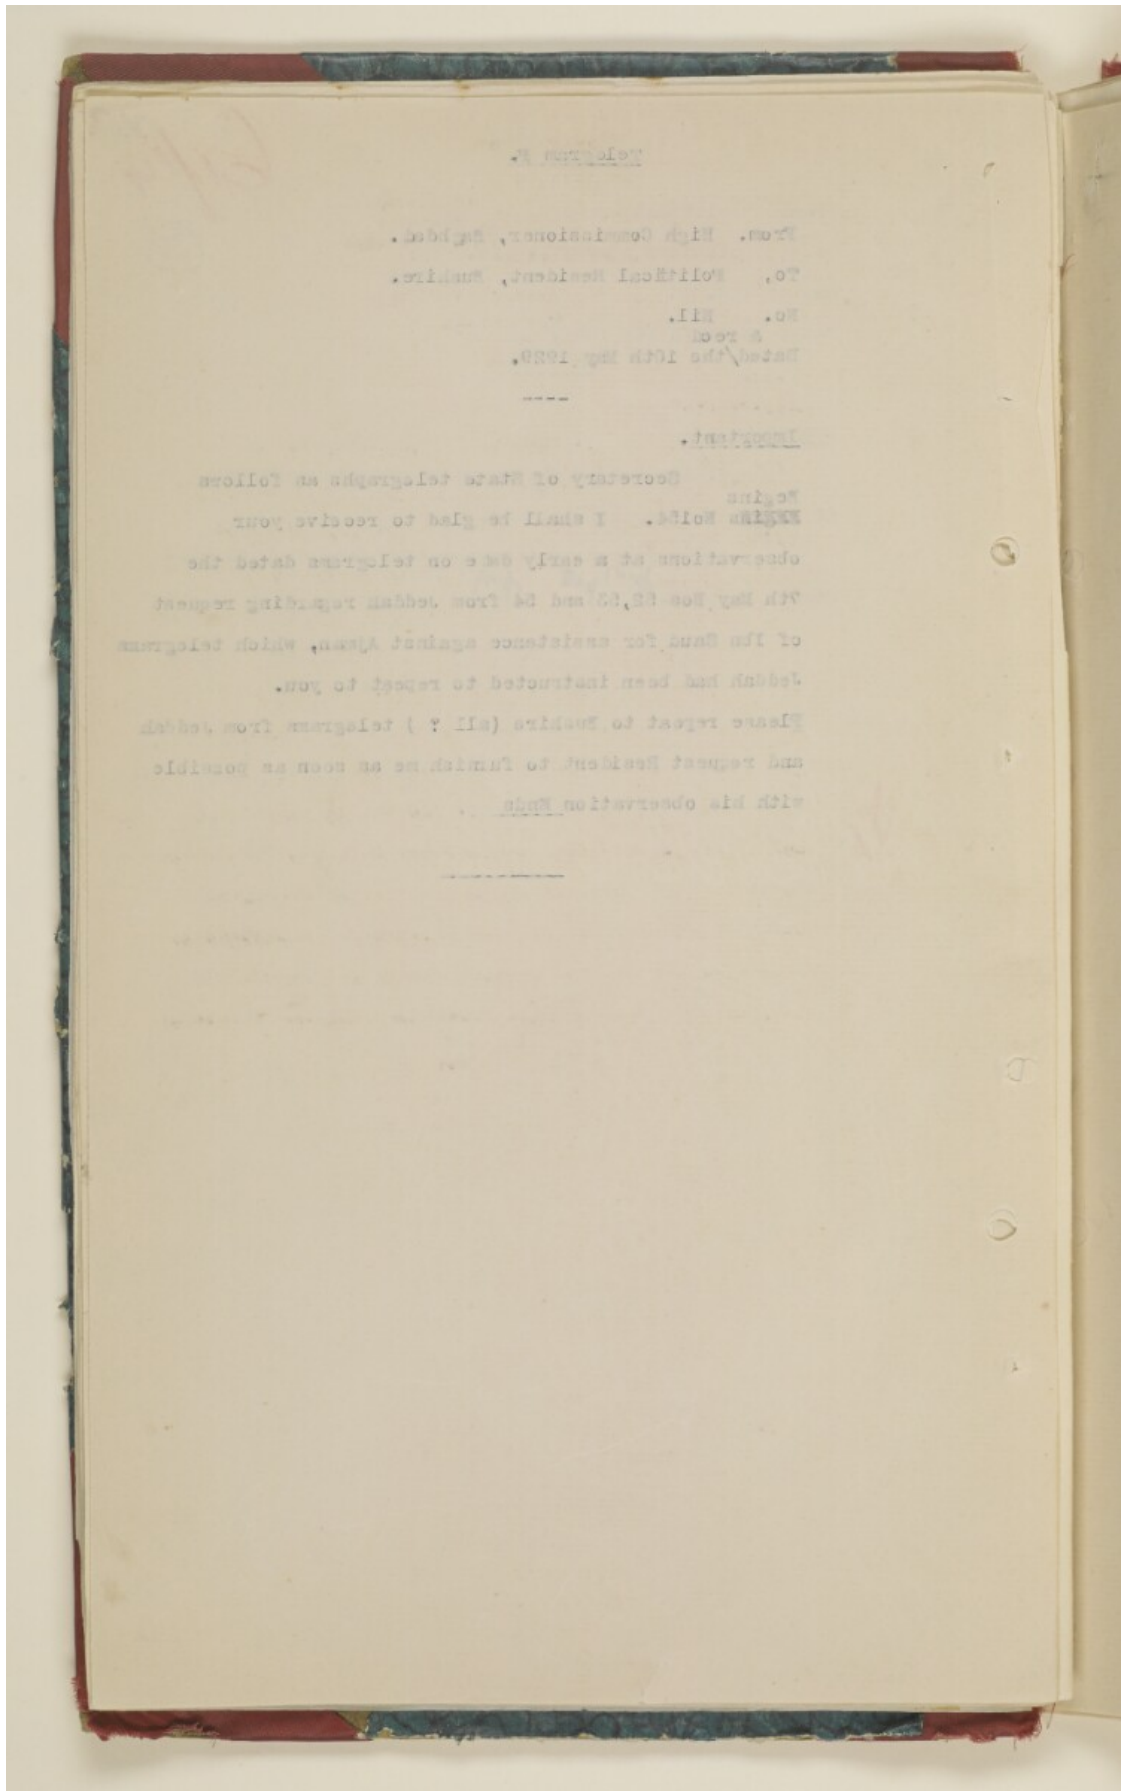 Telegram
From. High Commissioner, Baghdad.
To, Political Resident, Bushire.
No. Nil.
& recd
Dated/the 10th May 1929.
Important.
Secretary of State telegraphs as follows
Begins
No154. I shall be glad to receive your
observations at a early date on telegrams dated the
7th May Nos 52,53 and 54 from Jeddah regarding request
of Ibn Saud for assistence against Ajman, which telegrams
Jeddah had been instructed to repeat to you.
Please repeat to Bushire (all ? ) telegrams from Jeddah
and request Resident to furnish me as soon as possible
with his observation Ends .